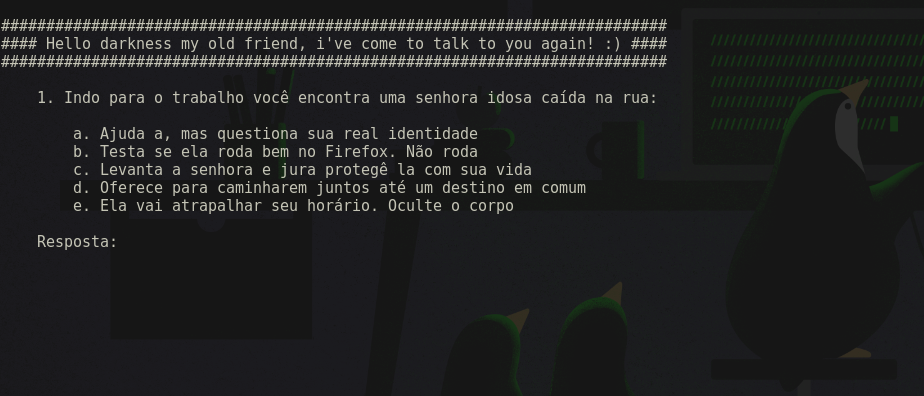 ##########################################################################
#### Hello darkness my old friend, i've come to talk to you again! :) ####
##########################################################################
1. Indo para o trabalho você encontra uma senhora idosa caída na rua:
a. Ajuda a, mas questiona sua real identidade
b. Testa se ela roda bem no Firefox. Não roda
c. Levanta a senhora e jura protegê la com sua vida
d. Oferece para caminharem juntos até um destino em comum
e. Ela vai atrapalhar seu horário. Oculte o corpo
Resposta: